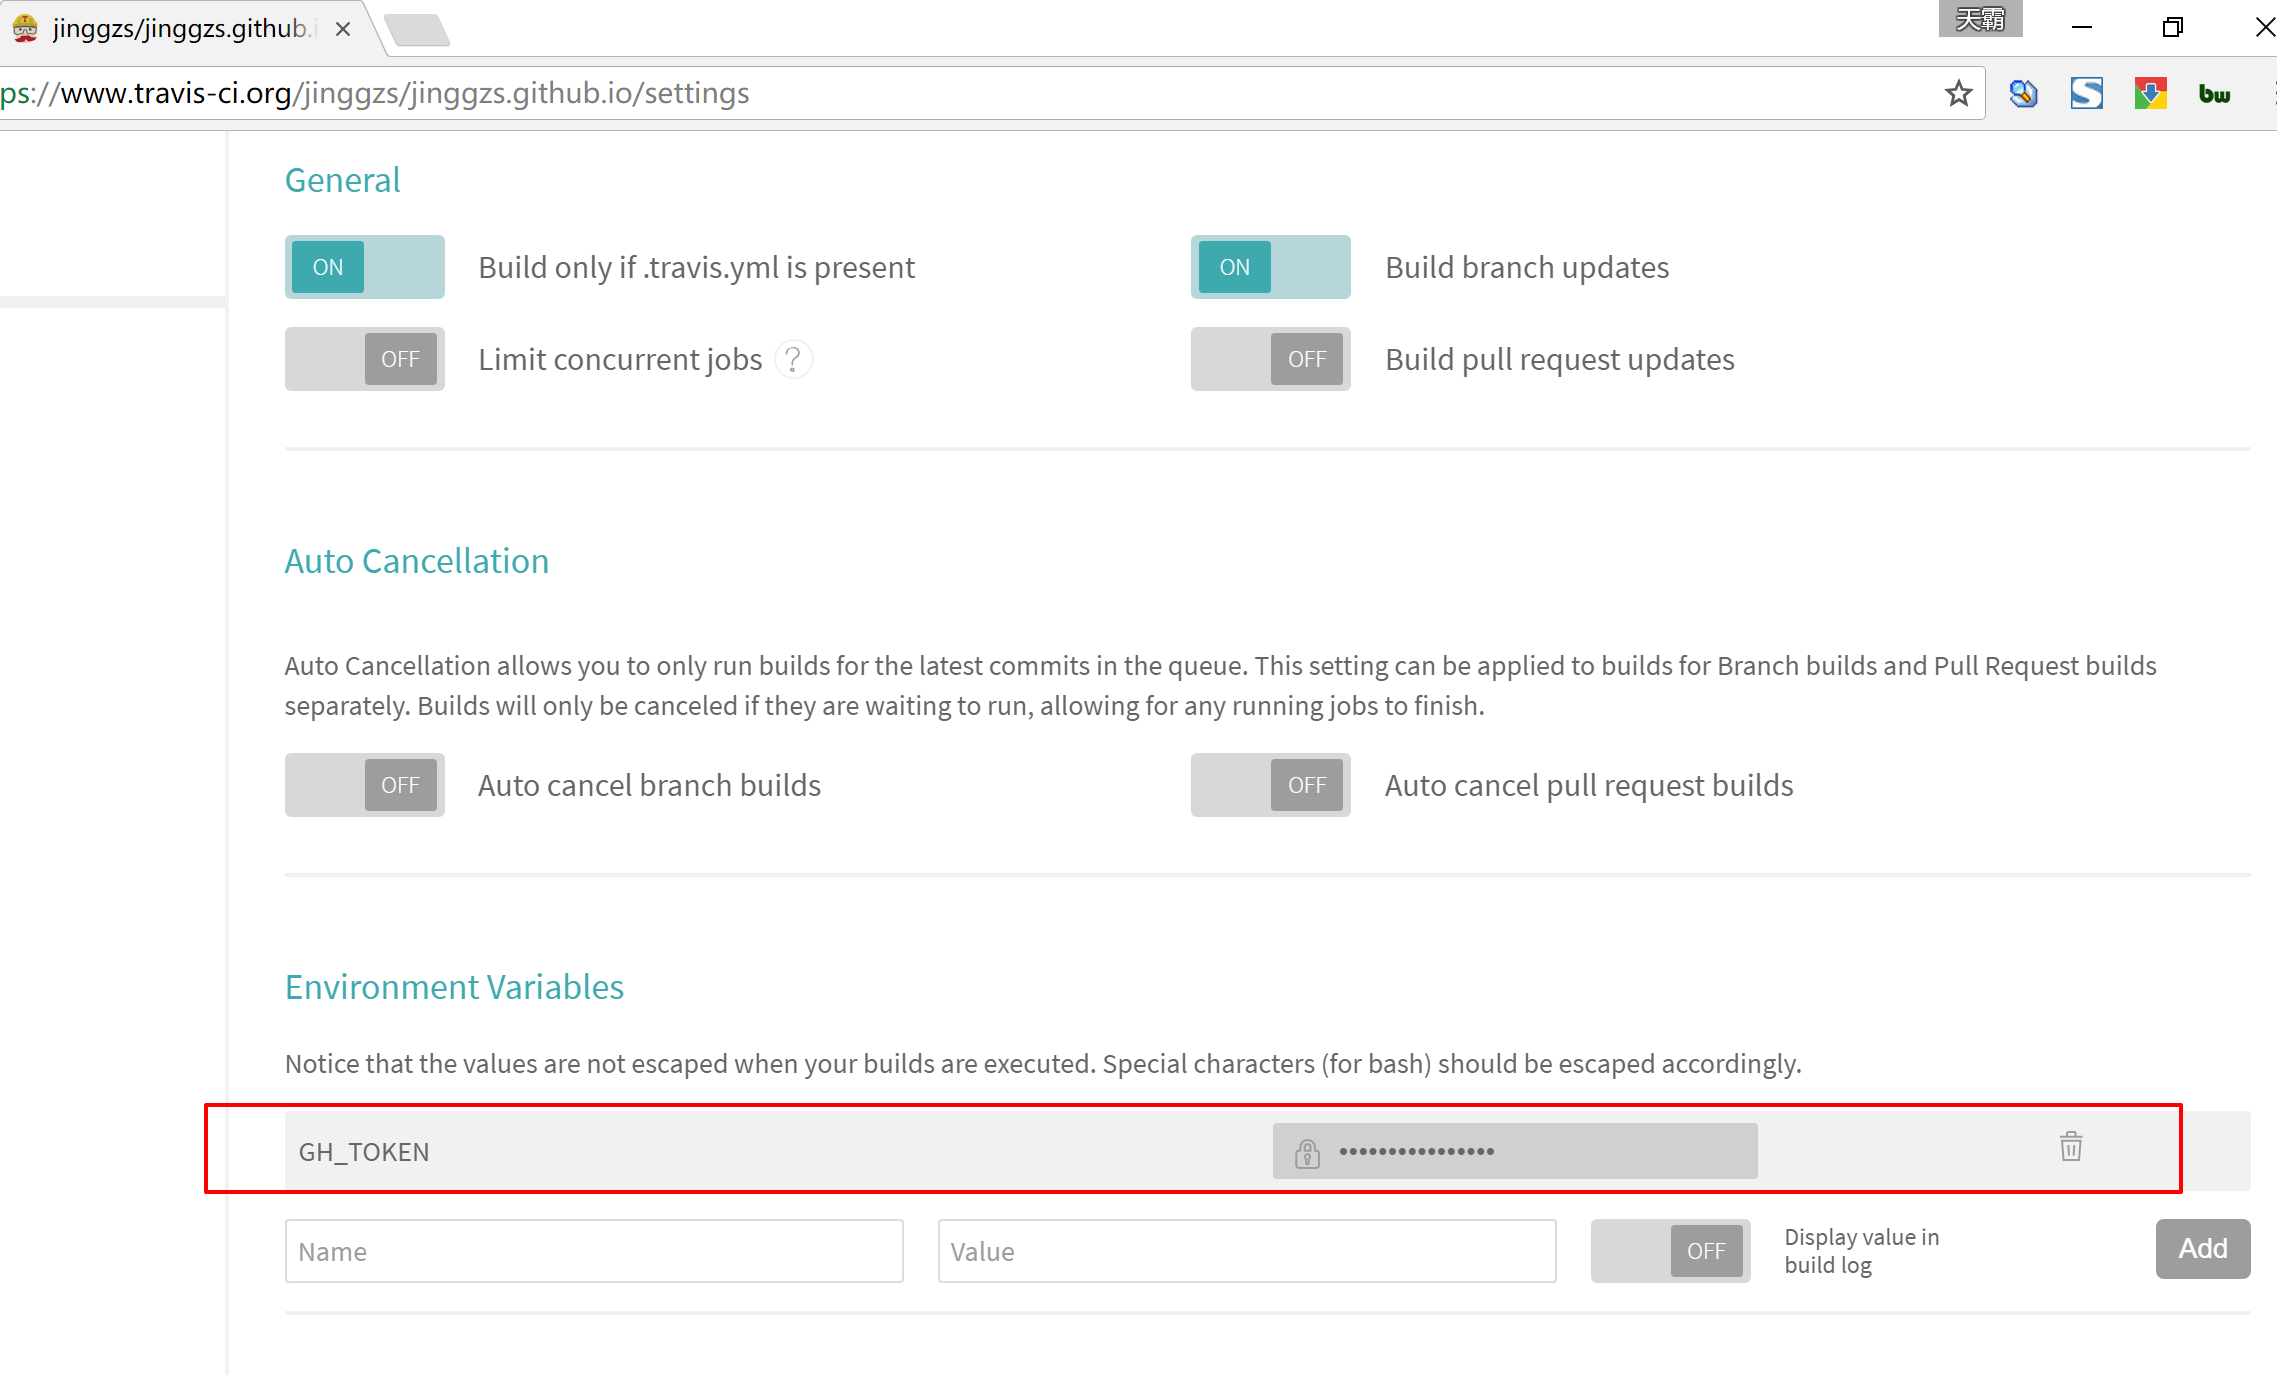 jinggzs/jinggzs.github.i
天霸
ps://www.travis-ci.org/jinggzs/jinggzs.github.io/settings
bw
General
ON Build only if .travis.yml is present
ON Build branch updates
OFF Limit concurrent jobs ?
OFF Build pull request updates
Auto Cancellation
Auto Cancellation allows you to only run builds for the latest commits in the queue. This setting can be applied to builds for Branch builds and Pull Request builds
separately. Builds will only be canceled if they are waiting to run, allowing for any running jobs to finish.
OFF Auto cancel branch builds
OFF Auto cancel pull request builds
Environment Variables
Notice that the values are not escaped when your builds are executed. Special characters (for bash) should be escaped accordingly.
GH_TOKEN ••••••••••••••••
Name
Value
OFF
Display value in
build log
Add